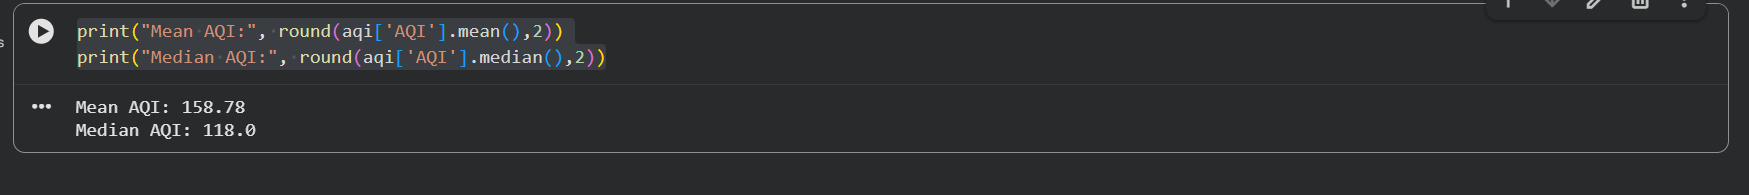 print("Mean AQI:", round(aqi['AQI'].mean(),2))
print("Median AQI:", round(aqi['AQI'].median(),2))
Mean AQI: 158.78
Median AQI: 118.0